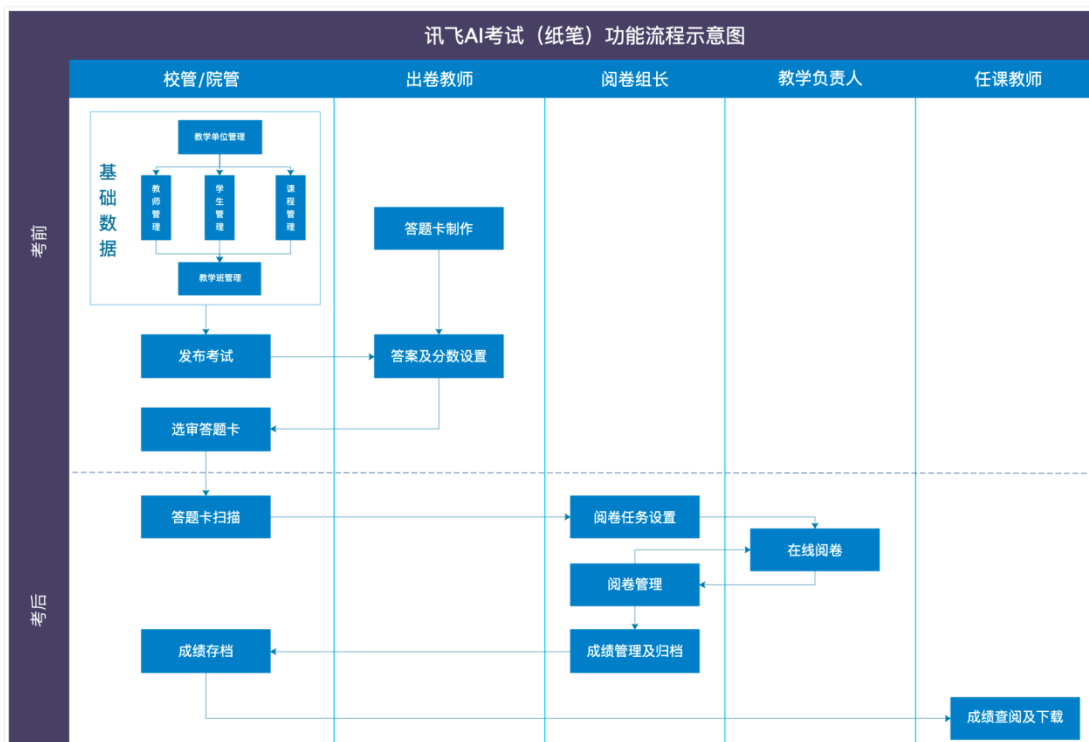 讯飞AI考试（纸笔）功能流程示意图
校管/院管
出卷教师
阅卷组长
教学负责人
任课教师
考前
基础数据
教学单位管理
教师管理
学生管理
课程管理
教学班管理
答题卡制作
发布考试
答案及分数设置
选审答题卡
考后
答题卡扫描
阅卷任务设置
在线阅卷
阅卷管理
成绩存档
成绩管理及归档
成绩查阅及下载